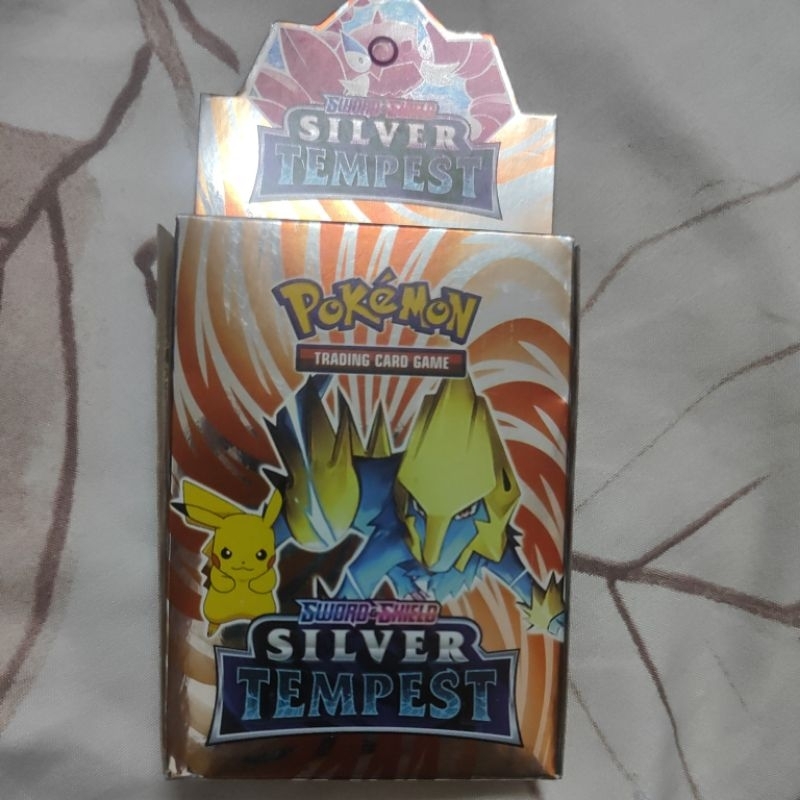 SWORD & SHIELD
SILVER
TEMPEST
POKÉMON
TRADING CARD GAME
SWORD & SHIELD
SILVER
TEMPEST